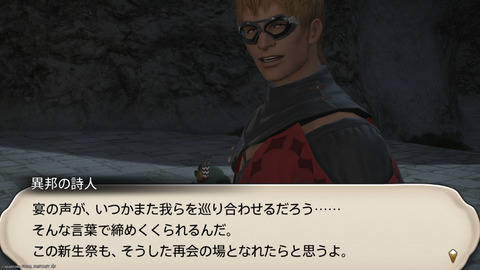 異邦の詩人
宴の声が、いつかまた我らを巡り合わせるだろう……
そんな言葉で締めくくられるんだ。
この新生祭も、そうした再会の場となれたらと思うよ。